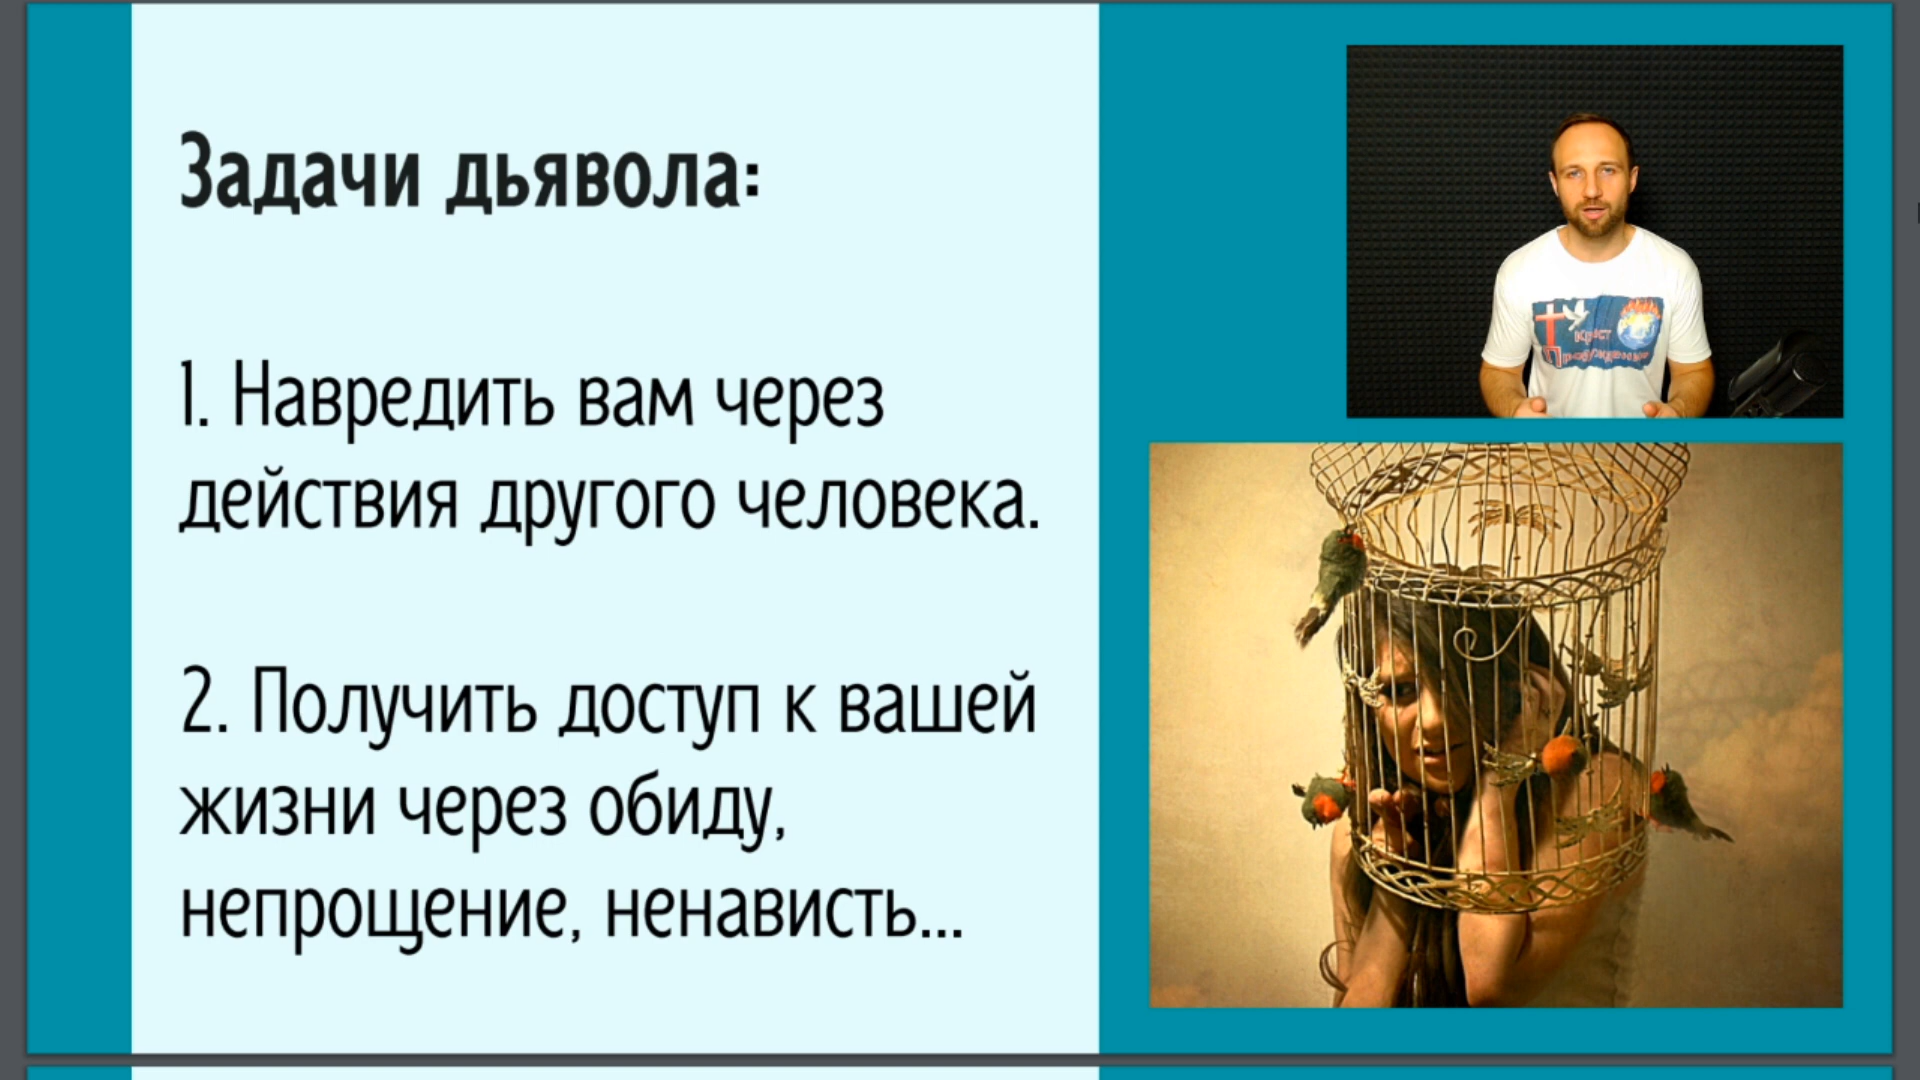 Задачи дьявола:
1. Навредить вам через
действия другого человека.
2. Получить доступ к вашей
жизни через обиду,
непрощение, ненависть...